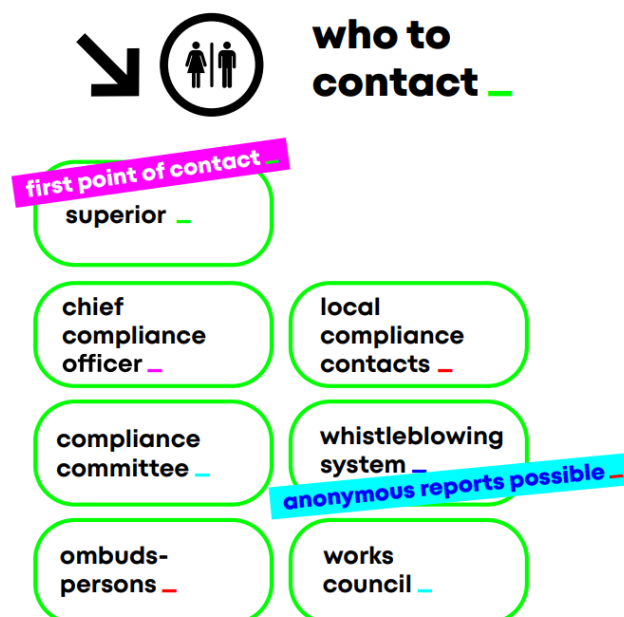 who to
contact _
first point of contact _
superior _
chief
compliance
officer _
local
compliance
contacts _
compliance
committee _
whistleblowing
system _
anonymous reports possible _
ombuds-
persons _
works
council _